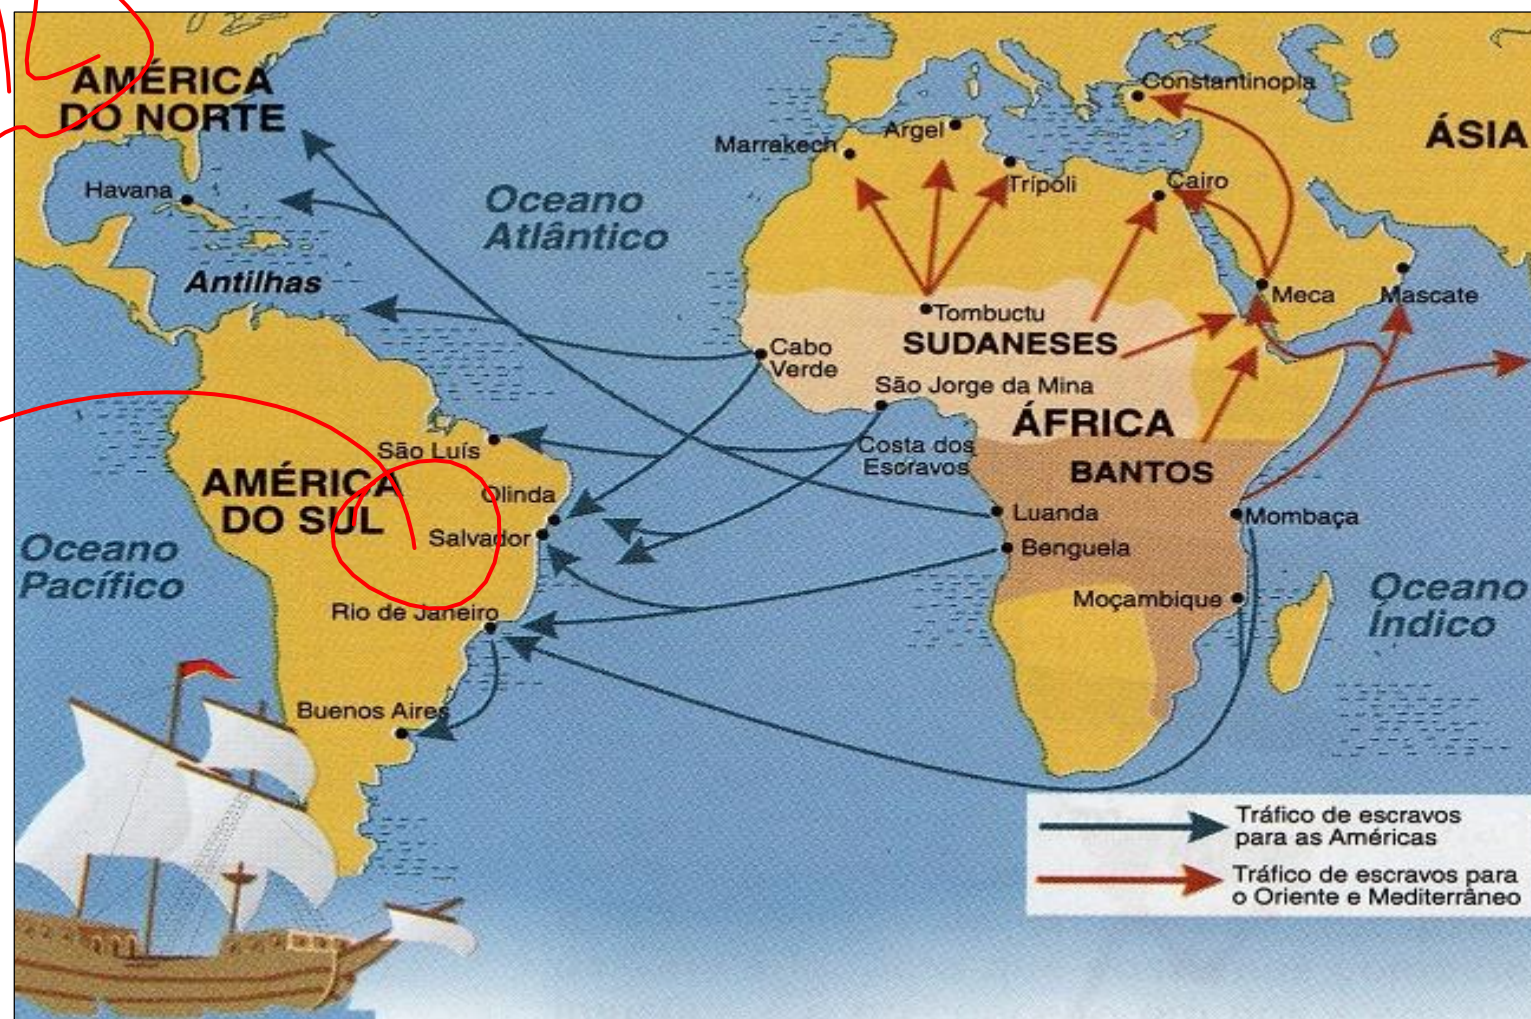 AMÉRICA
DO NORTE
Havana
Antilhas
Oceano
Atlântico
Marrakech
Argel
Trípoli
Constantinopla
Cairo
ÁSIA
Meca
Mascate
Tombuctu
SUDANESES
Cabo
Verde
São Jorge da Mina
ÁFRICA
Costa dos
Escravos
BANTOS
São Luís
AMÉRICA
DO SUL
Olinda
Salvador
Luanda
Benguela
Mombaça
Moçambique
Oceano
Pacífico
Oceano
Índico
Rio de Janeiro
Buenos Aires
Tráfico de escravos
para as Américas
Tráfico de escravos para
o Oriente e Mediterrâneo